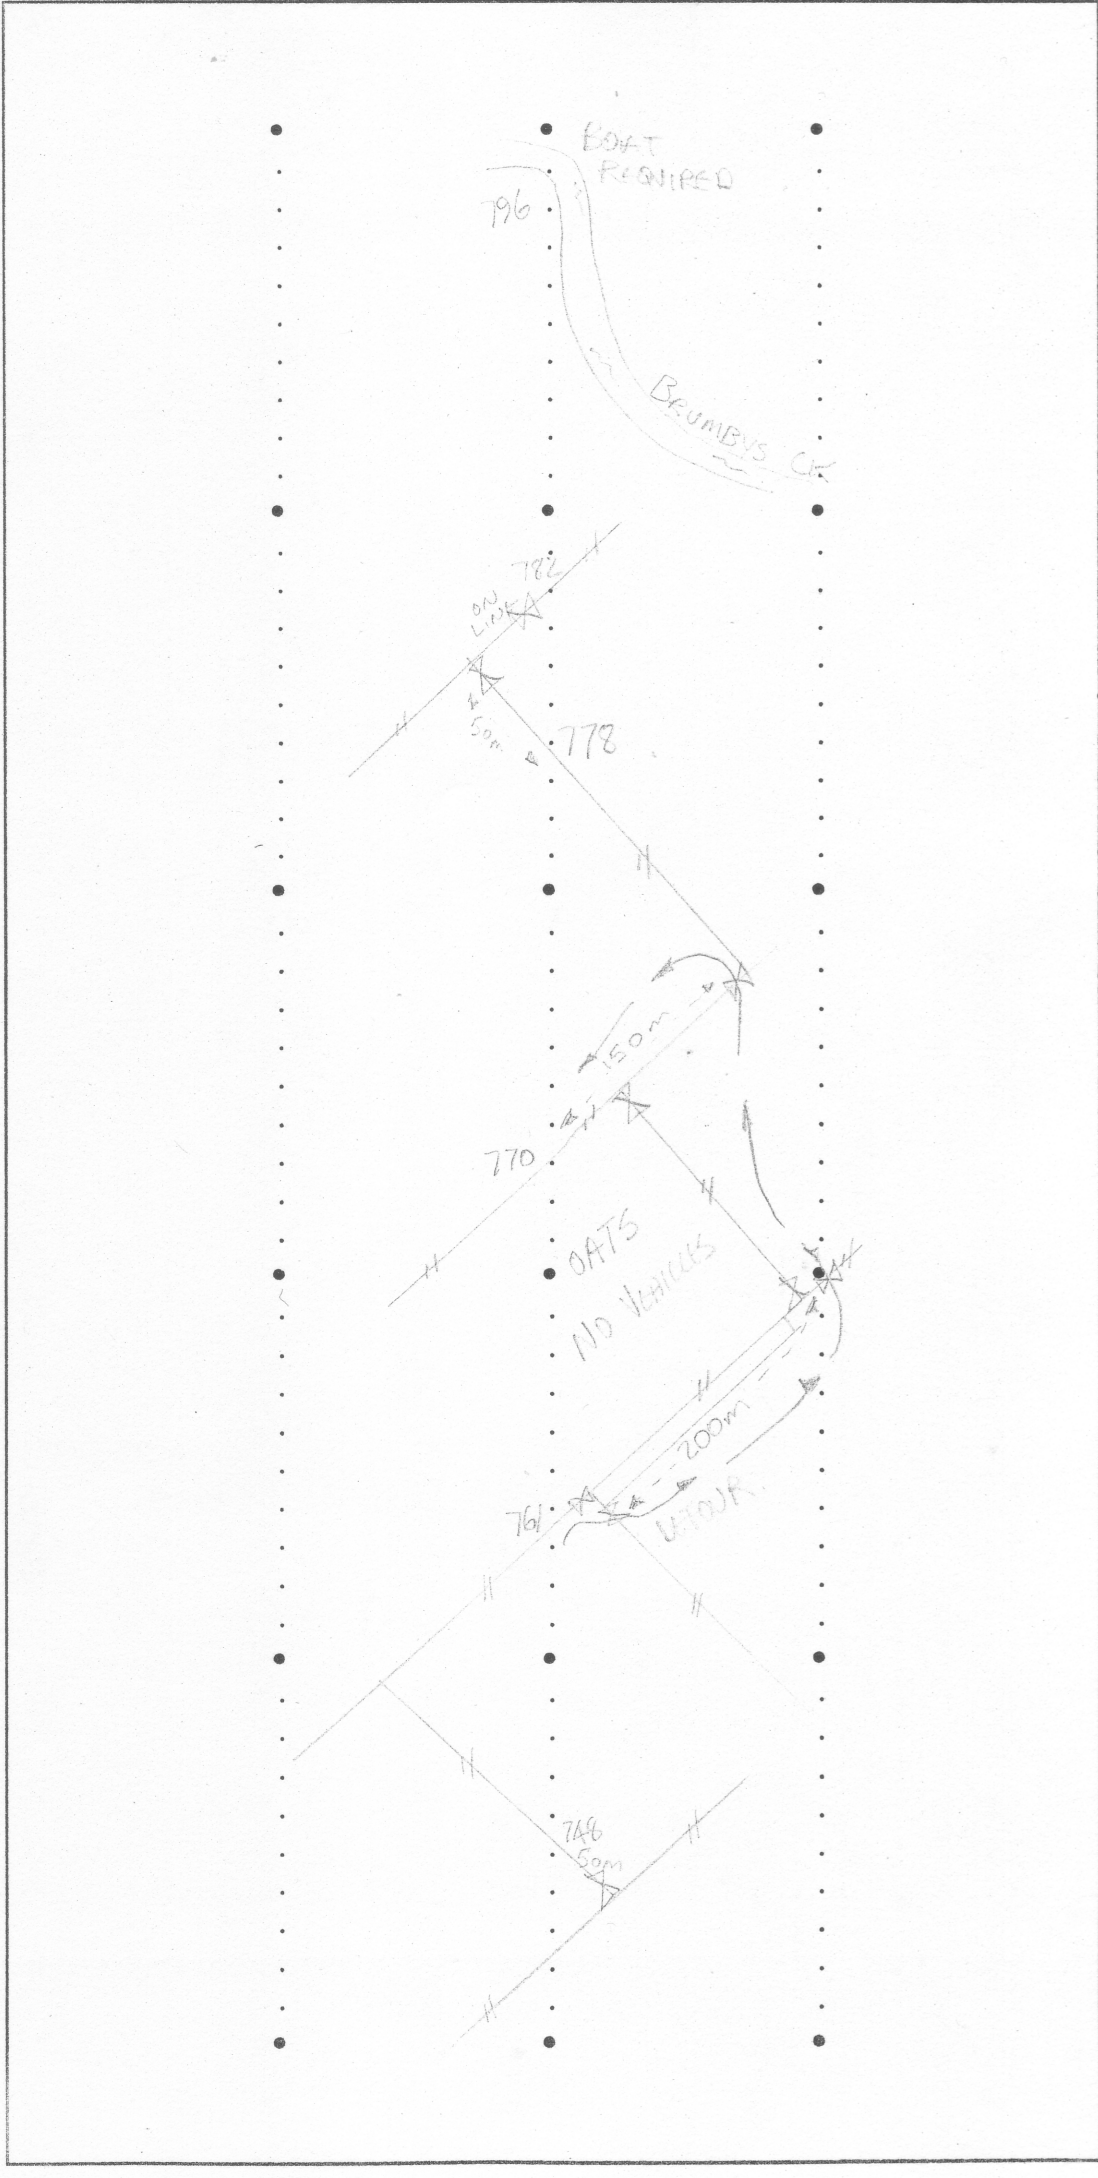 BOAT
REQUIRED
796
BRUMBYS CK
782
ON
LINE
50m
778
150m
770
OATS
NO VEHICLES
200m
761
DETOUR
748
50m